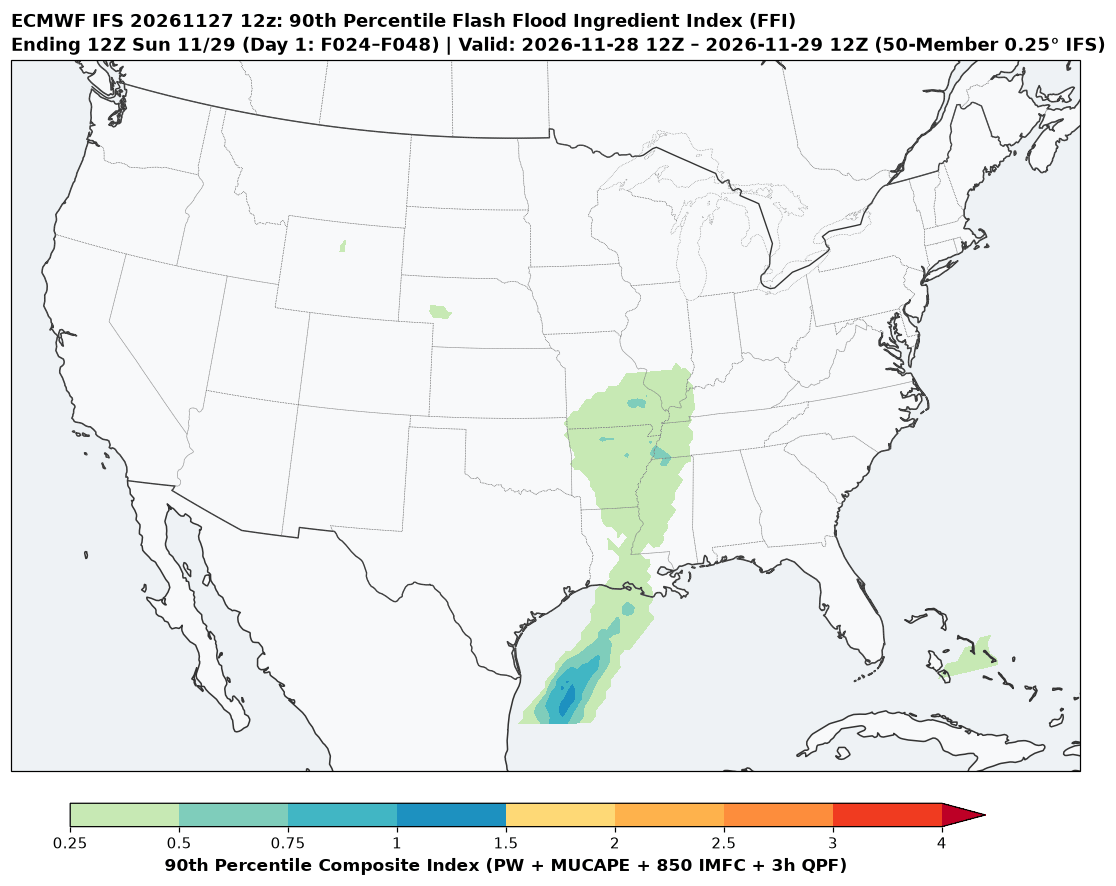 ECMWF IFS 20261127 12z: 90th Percentile Flash Flood Ingredient Index (FFI)
Ending 12Z Sun 11/29 (Day 1: F024–F048) | Valid: 2026-11-28 12Z – 2026-11-29 12Z (50-Member 0.25° IFS)
0.25 0.5 0.75 1 1.5 2 2.5 3 4
90th Percentile Composite Index (PW + MUCAPE + 850 IMFC + 3h QPF)